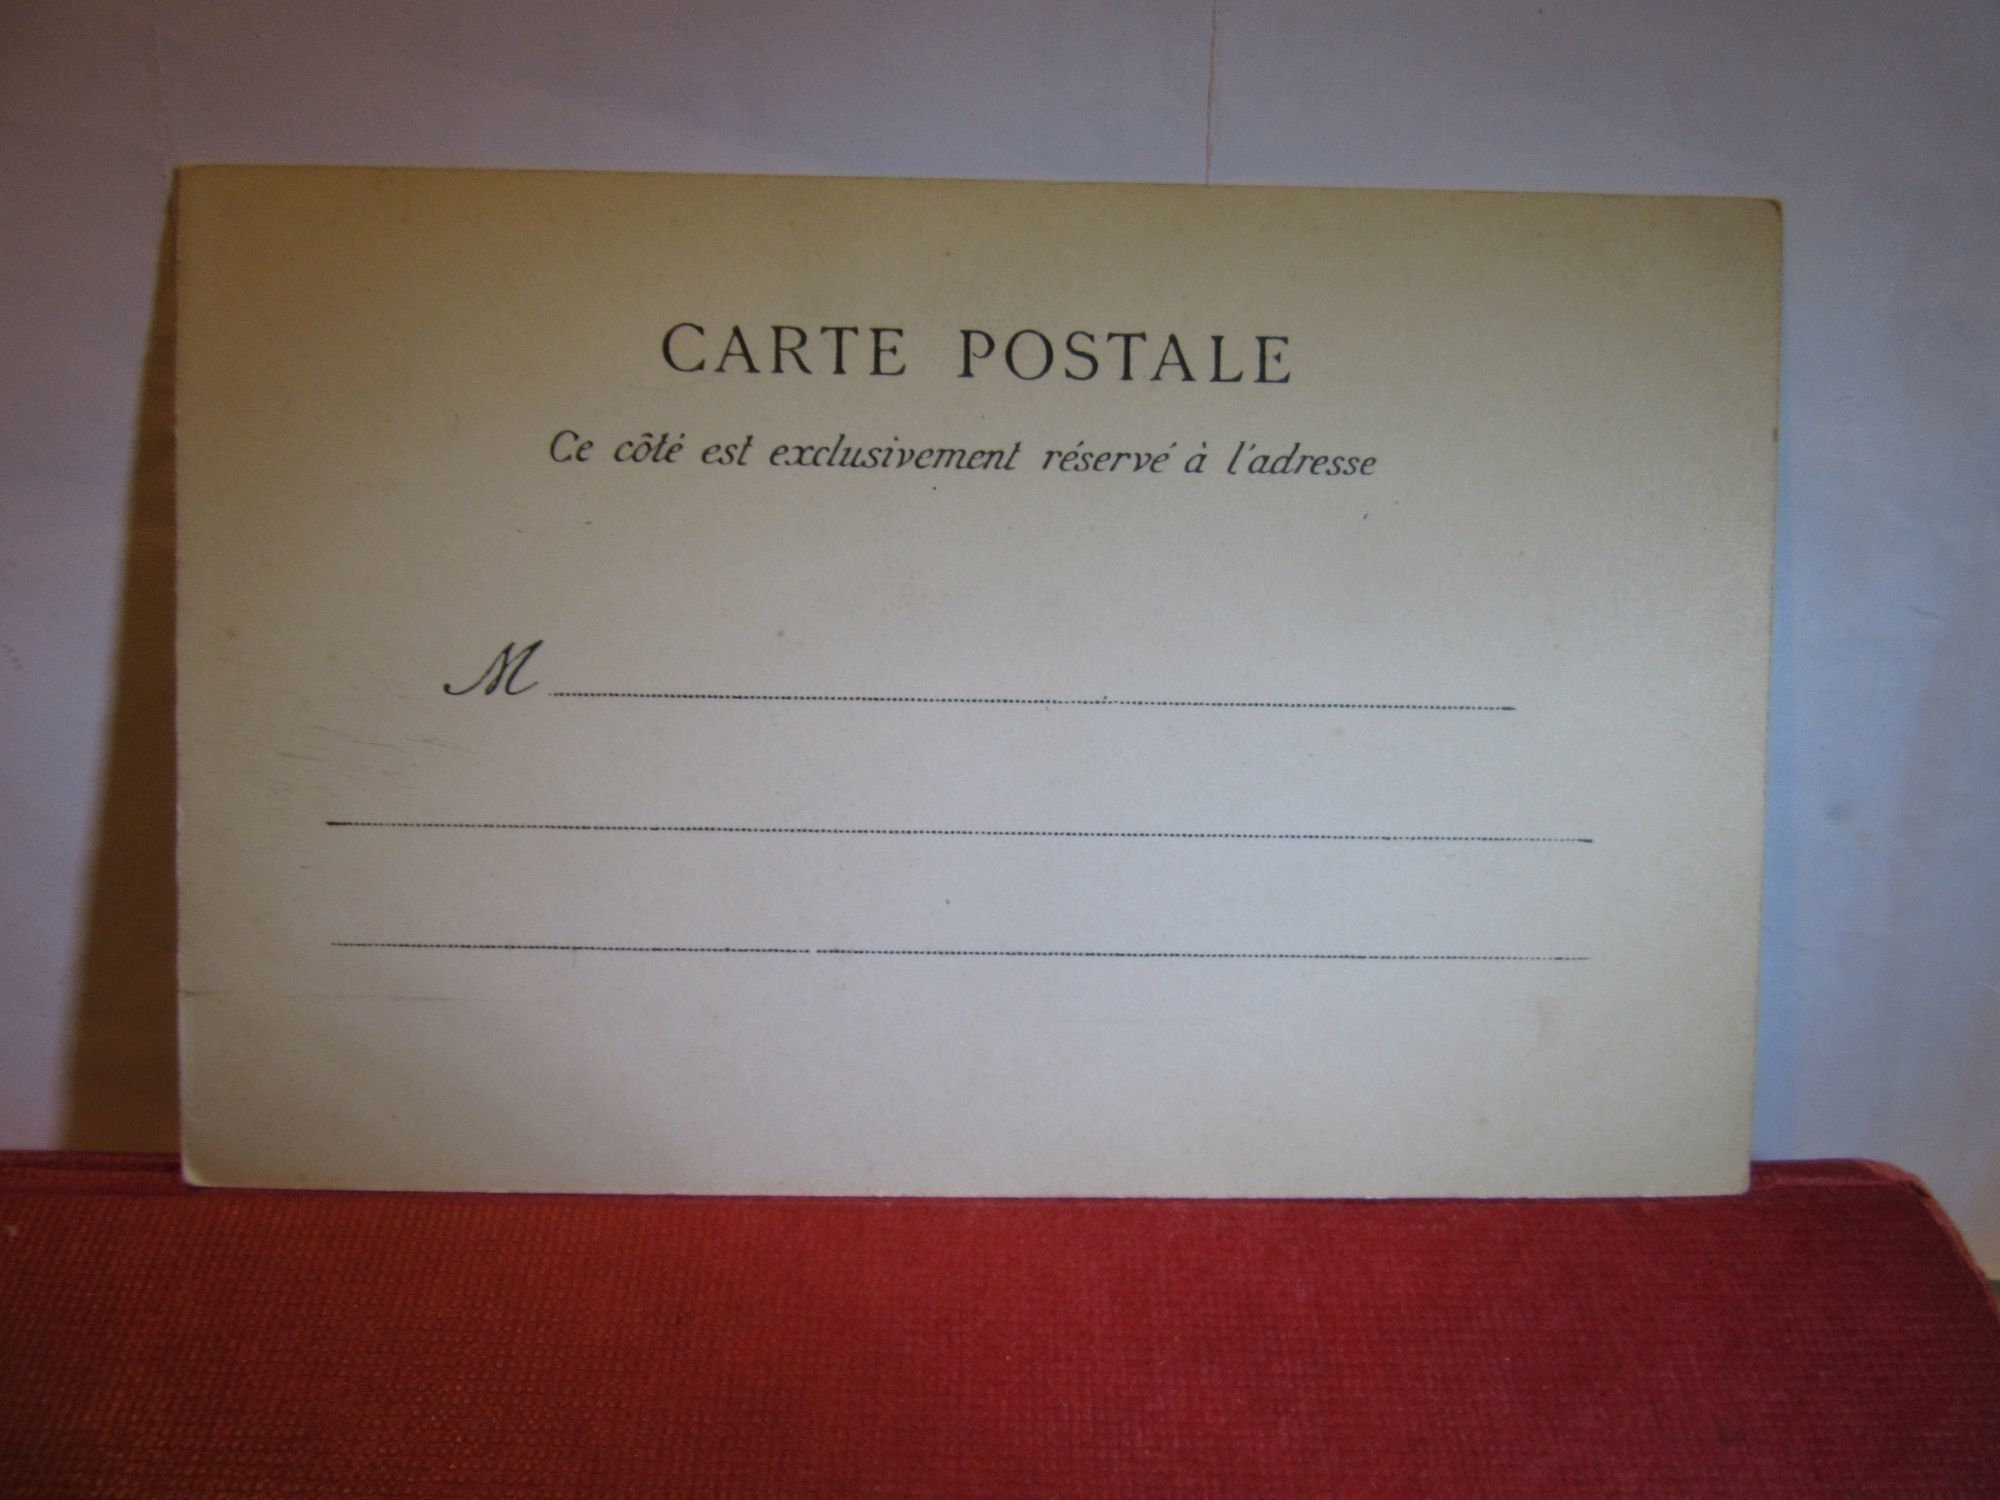 CARTE POSTALE
Ce côté est exclusivement réservé à l'adresse
M